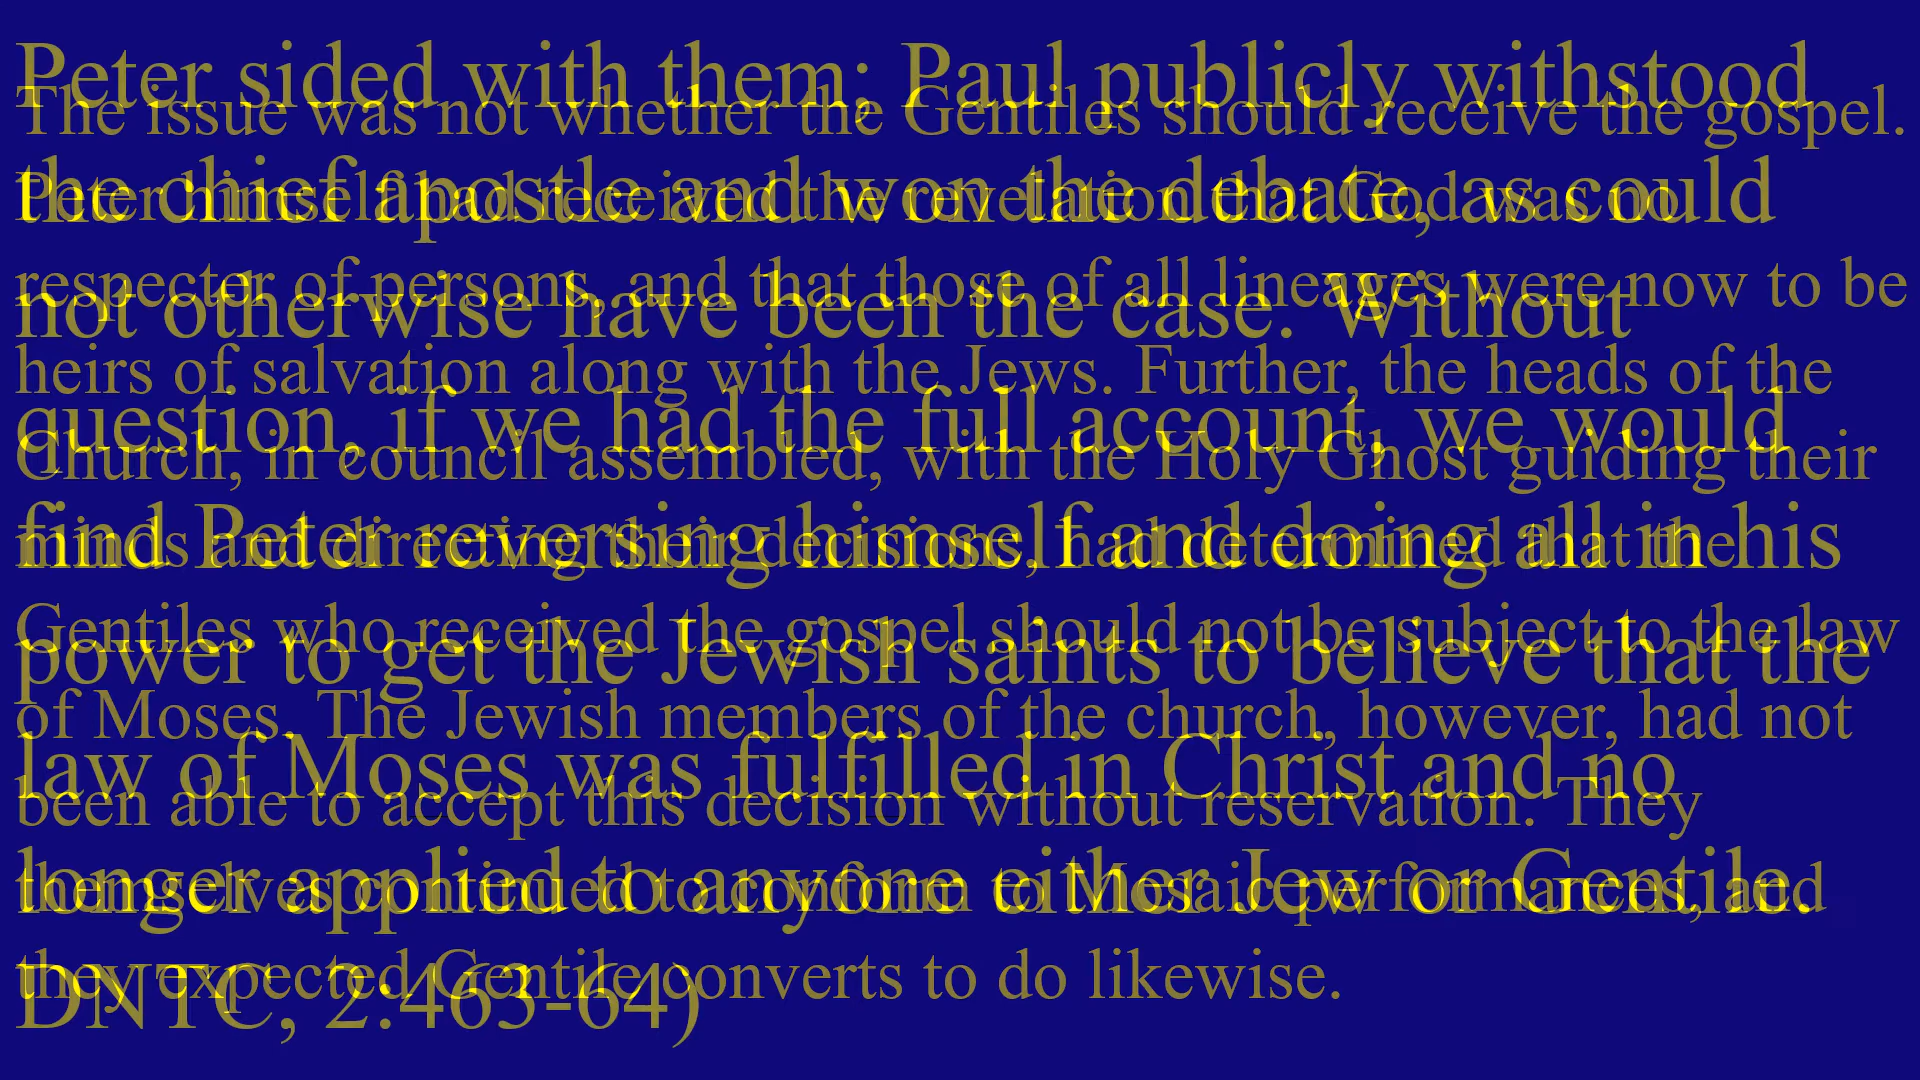 Peter sided with them; Paul publicly withstood
the chief apostle and won the debate, as could
not otherwise have been the case. Without
question, if we had the full account, we would
find Peter reversing himself and doing all in his
power to get the Jewish saints to believe that the
law of Moses was fulfilled in Christ and no
longer applied to anyone either Jew or Gentile.
DNTC, 2:463-64)
The issue was not whether the Gentiles should receive the gospel.
Peter himself had received the revelation that God was no
respecter of persons, and that those of all lineages were now to be
heirs of salvation along with the Jews. Further, the heads of the
Church, in council assembled, with the Holy Ghost guiding their
minds and directing their decisions, had determined that the
Gentiles who received the gospel should not be subject to the law
of Moses. The Jewish members of the church, however, had not
been able to accept this decision without reservation. They
themselves continued to conform to Mosaic performances, and
they expected Gentile converts to do likewise.